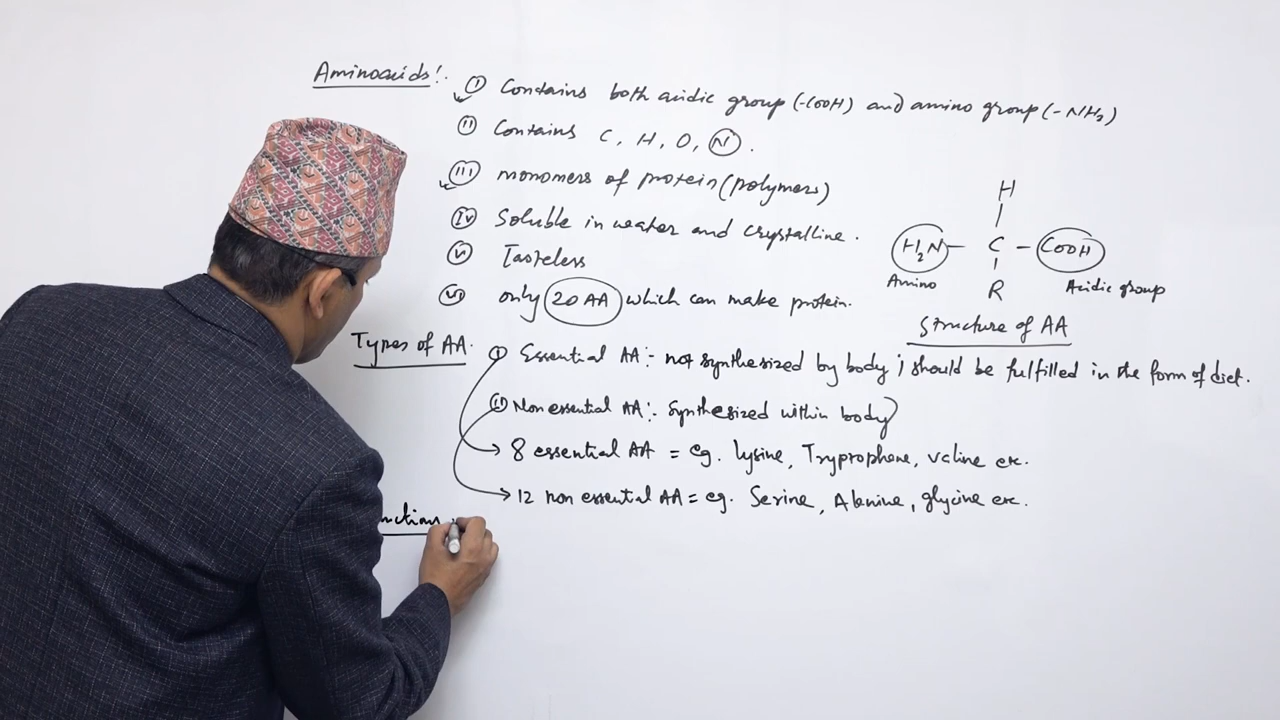 Aminoacids:
(i) Contains both acidic group (-COOH) and amino group (-NH2)
(ii) Contains C, H, O, N.
(iii) monomers of protein (polymers)
(iv) Soluble in water and crystalline.
(v) Tasteless
(vi) only 20 AA which can make protein.
H
H2N - C - COOH
R
Amino
Acidic group
Structure of AA
Types of AA.
(i) Essential AA:- not synthesized by body; should be fulfilled in the form of diet.
(ii) Non essential AA:- Synthesized within body
→ 8 essential AA = eg. lysine, Tryprophone, valine etc.
→ 12 non essential AA = eg. Serine, Alanine, glycine etc.
nctions